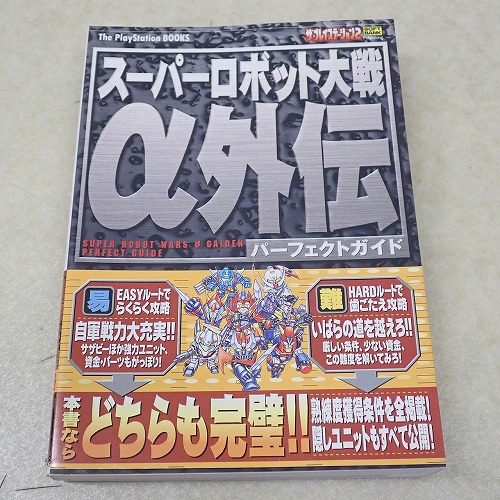 The PlayStation BOOKS
ザ・プレイステーション2
SOFT BANK
Publishing
スーパーロボット大戦
α外伝
SUPER ROBOT WARS α GAIDEN
PERFECT GUIDE
パーフェクトガイド
易
EASYルートで
らくらく攻略
自軍戦力大充実!!
サザビーほか強力ユニット、
資金・パーツもがっぽり!
難
HARDルートで
歯ごたえ攻略
いばらの道を越えろ!!
厳しい条件、少ない資金、
この難度を解いてみろ!
本書なら
どちらも完璧!!
熟練度獲得条件を全掲載!
隠しユニットもすべて公開!